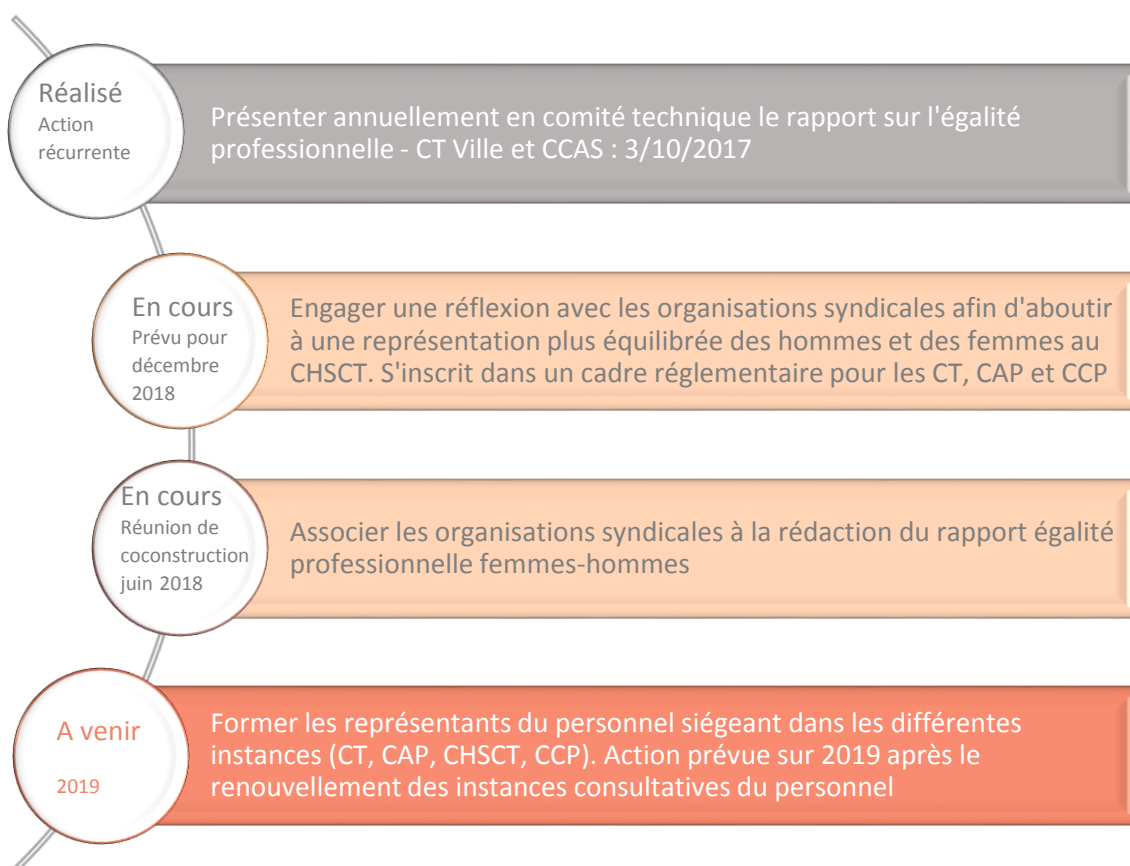 Réalisé
Action
récurrente
Présenter annuellement en comité technique le rapport sur l'égalité
professionnelle - CT Ville et CCAS : 3/10/2017
En cours
Prévu pour
décembre
2018
Engager une réflexion avec les organisations syndicales afin d'aboutir
à une représentation plus équilibrée des hommes et des femmes au
CHSCT. S'inscrit dans un cadre réglementaire pour les CT, CAP et CCP
En cours
Réunion de
coconstruction
juin 2018
Associer les organisations syndicales à la rédaction du rapport égalité
professionnelle femmes-hommes
A venir
2019
Former les représentants du personnel siégeant dans les différentes
instances (CT, CAP, CHSCT, CCP). Action prévue sur 2019 après le
renouvellement des instances consultatives du personnel